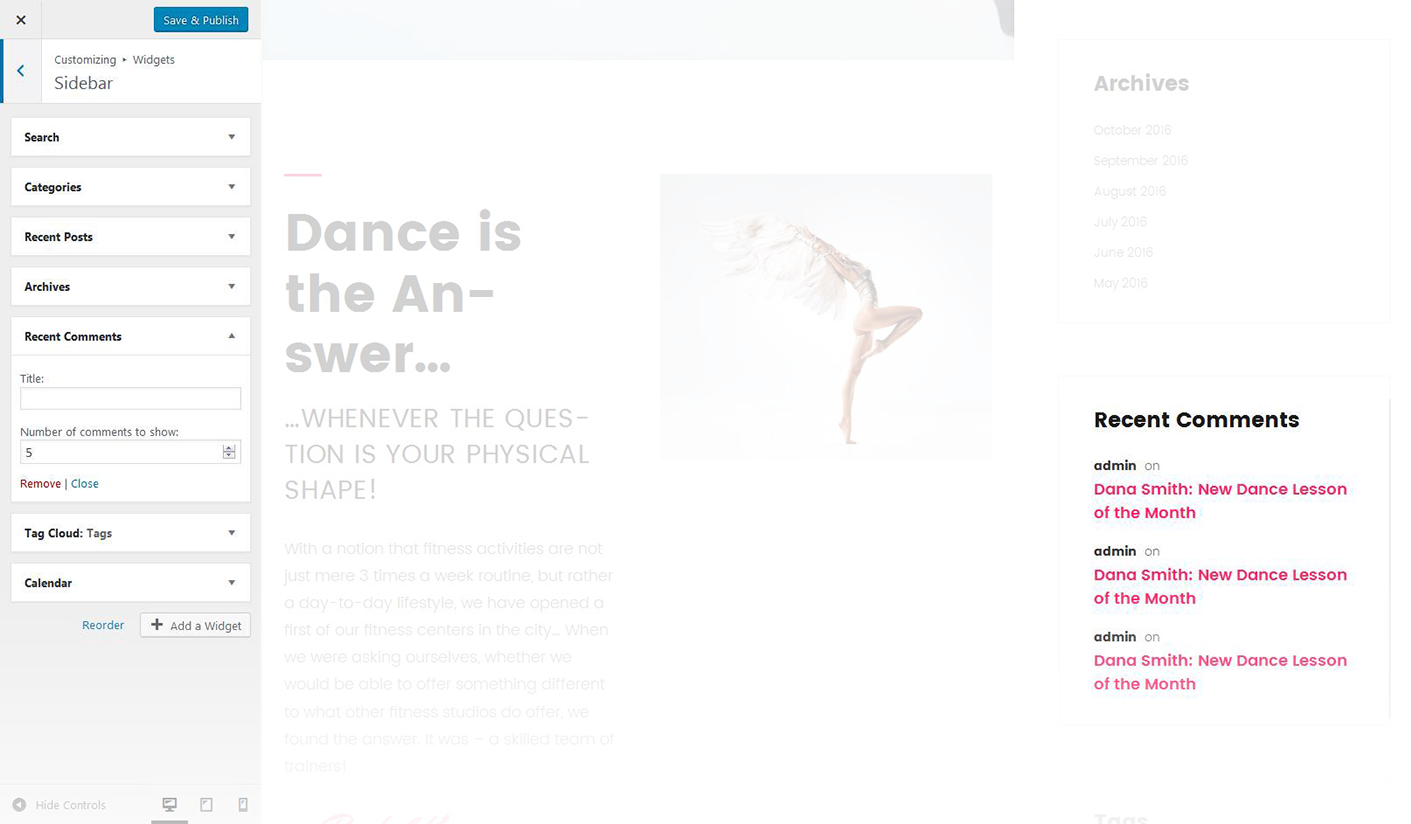 Save & Publish
Customizing ▸ Widgets
Sidebar
Search
Categories
Recent Posts
Archives
Recent Comments
Title:
Number of comments to show:
5
Remove | Close
Tag Cloud: Tags
Calendar
Reorder
Add a Widget
Hide Controls
Dance is
the An-
swer...
...WHENEVER THE QUES-
TION IS YOUR PHYSICAL
SHAPE!
With a notion that fitness activities are not
just mere 3 times a week routine, but rather
a day-to-day lifestyle, we have opened a
first of our fitness centers in the city... When
we were asking ourselves, whether we
would be able to offer something different
to what other fitness studios do offer, we
found the answer. It was – a skilled team of
trainers!
Archives
October 2016
September 2016
August 2016
July 2016
June 2016
May 2016
Recent Comments
admin on
Dana Smith: New Dance Lesson
of the Month
admin on
Dana Smith: New Dance Lesson
of the Month
admin on
Dana Smith: New Dance Lesson
of the Month
Tags